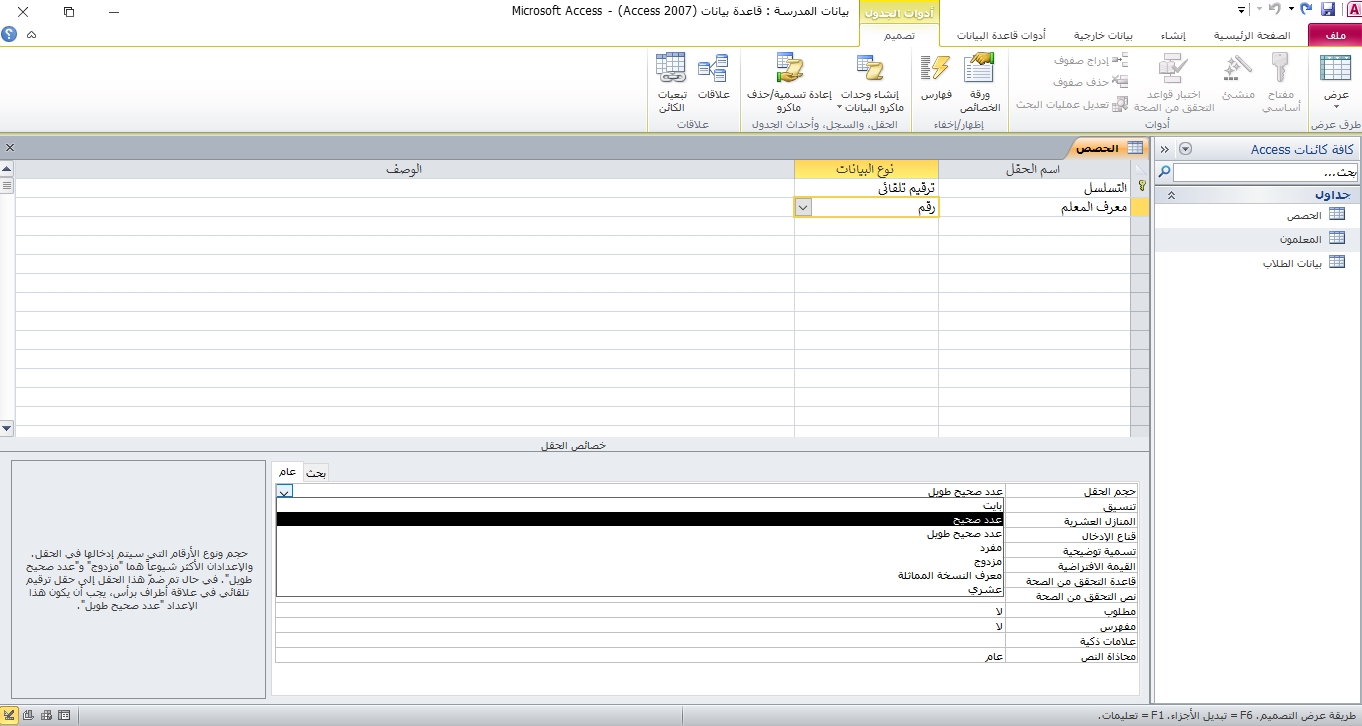 بيانات المدرسة : قاعدة بيانات (Access 2007) - Microsoft Access
أدوات الجدول
ملف
الصفحة الرئيسية
إنشاء
بيانات خارجية
أدوات قاعدة البيانات
تصميم
عرض
مفتاح أساسي
منشئ
اختبار قواعد التحقق من الصحة
إدراج صفوف
حذف صفوف
تعديل عمليات البحث
ورقة الخصائص
فهارس
إنشاء وحدات ماكرو البيانات
إعادة تسمية/حذف ماكرو
علاقات
تبعيات الكائن
طرق عرض
أدوات
إظهار/إخفاء
الحقل، والسجل، وأحداث الجدول
علاقات
كافة كائنات Access
بحث...
جداول
الحصص
المعلمون
بيانات الطلاب
الحصص
اسم الحقل
نوع البيانات
الوصف
التسلسل
ترقيم تلقائي
معرف المعلم
رقم
خصائص الحقل
عام
بحث
حجم الحقل
عدد صحيح طويل
تنسيق
المنازل العشرية
قناع الإدخال
تسمية توضيحية
القيمة الافتراضية
قاعدة التحقق من الصحة
نص التحقق من الصحة
مطلوب
لا
مفهرس
لا
علامات ذكية
محاذاة النص
عام
بايت
عدد صحيح
عدد صحيح طويل
مفرد
مزدوج
معرف النسخة المماثلة
عشري
حجم ونوع الأرقام التي سيتم إدخالها في الحقل.
والإعدادان الأكثر شيوعاً هما "مزدوج" و"عدد صحيح
طويل". في حال تم ضمّ هذا الحقل إلى حقل ترقيم
تلقائي في علاقة أطراف برأس، يجب أن يكون هذا
الإعداد "عدد صحيح طويل".
طريقة عرض التصميم. F6 = تبديل الأجزاء. F1 = تعليمات.